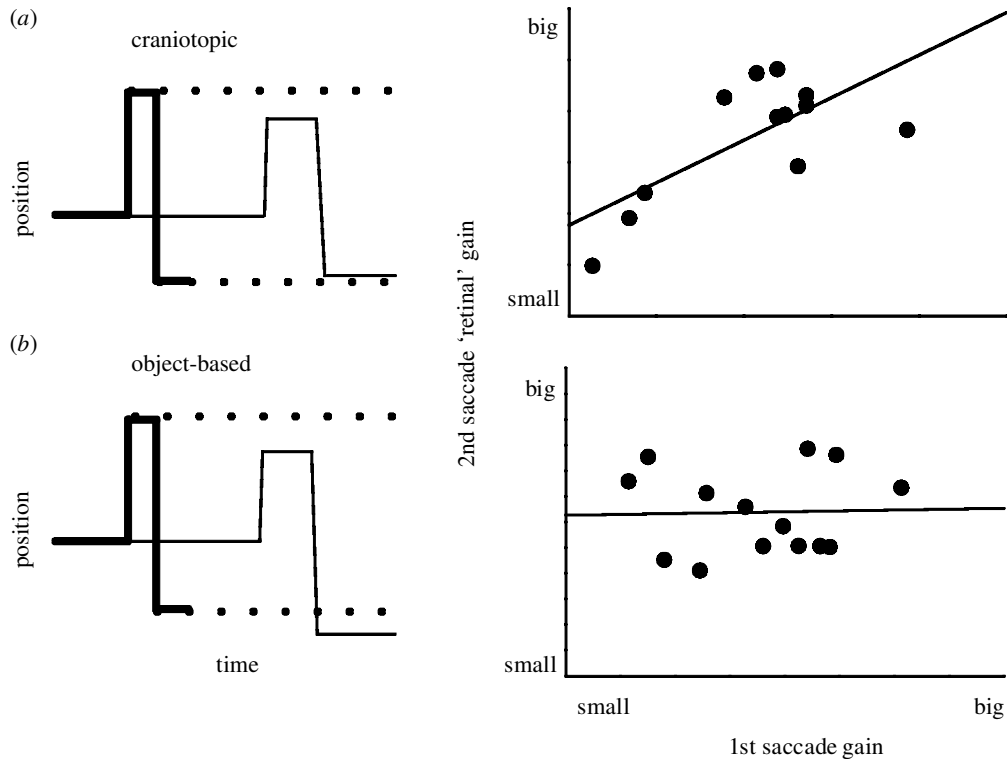 (a)
craniotopic
position
big
small
2nd saccade ‘retinal’ gain
(b)
object-based
position
time
big
small
small
big
1st saccade gain